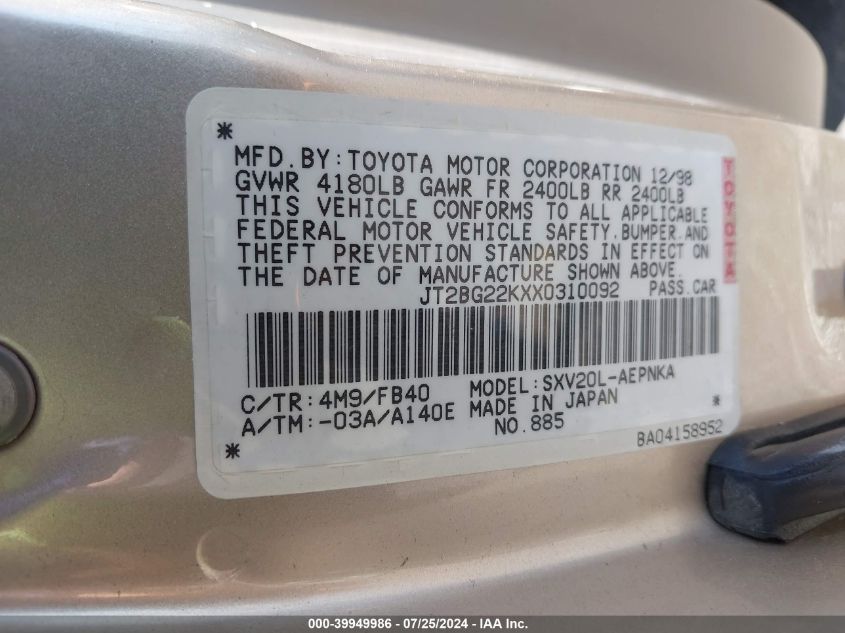 MFD.BY:TOYOTA MOTOR CORPORATION 12/98
GVWR 4180LB GAWR FR 2400LB RR 2400LB
THIS VEHICLE CONFORMS TO ALL APPLICABLE
FEDERAL MOTOR VEHICLE SAFETY,BUMPER,AND
THEFT PREVENTION STANDARDS IN EFFECT ON
THE DATE OF MANUFACTURE SHOWN ABOVE.
JT2BG22KXX0310092 PASS.CAR
TOYOTA
C/TR:4M9/FB40 MODEL:SXV20L-AEPNKA
A/TM:-03A/A140E MADE IN JAPAN
NO.885
BA04158952
000-39949986 / 07/25/2024 - IAA Inc.